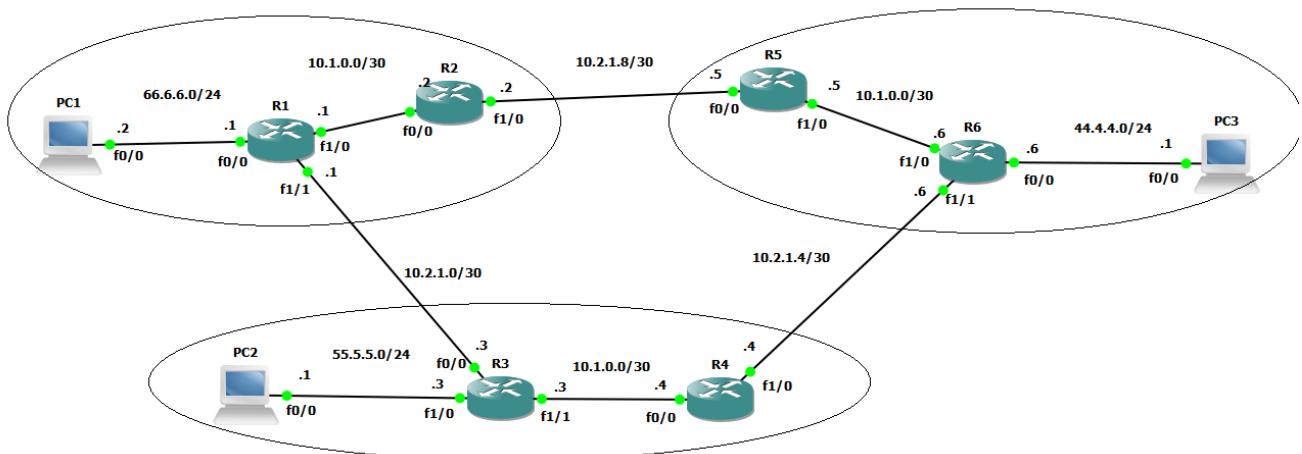 PC1
66.6.6.0/24
.2
f0/0
.1
f0/0
R1
.1
f1/0
.1
f1/1
10.1.0.0/30
R2
.2
f0/0
.2
f1/0
10.2.1.8/30
R5
.5
f0/0
.5
f1/0
10.1.0.0/30
R6
.6
f1/0
.6
f0/0
.6
f1/1
44.4.4.0/24
.1
f0/0
PC3
10.2.1.0/30
10.2.1.4/30
PC2
55.5.5.0/24
.1
f0/0
.3
f0/0
.3
f1/0
R3
.3
f1/1
10.1.0.0/30
.4
f0/0
R4
.4
f1/0